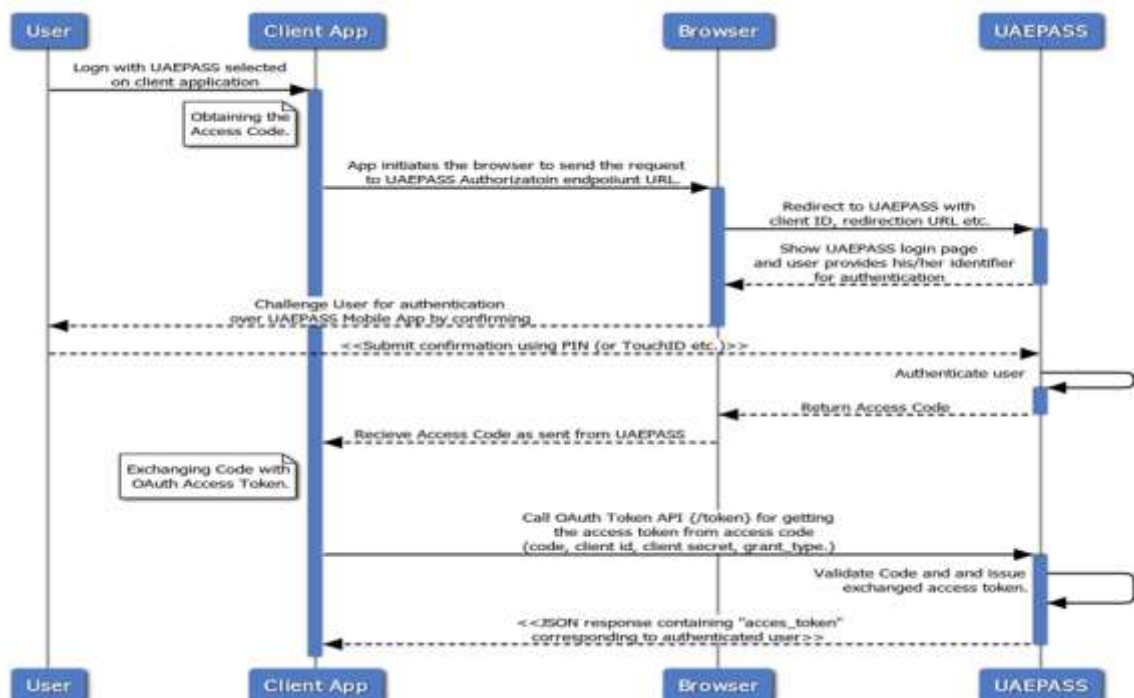 User Client App Browser UAEPASS
Logn with UAEPASS selected
on client application
Obtaining the
Access Code.
App initiates the browser to send the request
to UAEPASS Authorizatoin endpoliunt URL.
Redirect to UAEPASS with
client ID, redirection URL etc.
Show UAEPASS login page
and user provides his/her identifier
for authentication
Challenge User for authentication
over UAEPASS Mobile App by confirming
<<Submit confirmation using PIN (or TouchID etc.)>>
Authenticate user
Return Access Code
Recieve Access Code as sent from UAEPASS
Exchanging Code with
OAuth Access Token.
Call OAuth Token API {/token} for getting
the access token from access code
(code, client id, client secret, grant_type.)
Validate Code and and issue
exchanged access token.
<<JSON response containing "acces_token"
corresponding to authenticated user>>
User Client App Browser UAEPASS